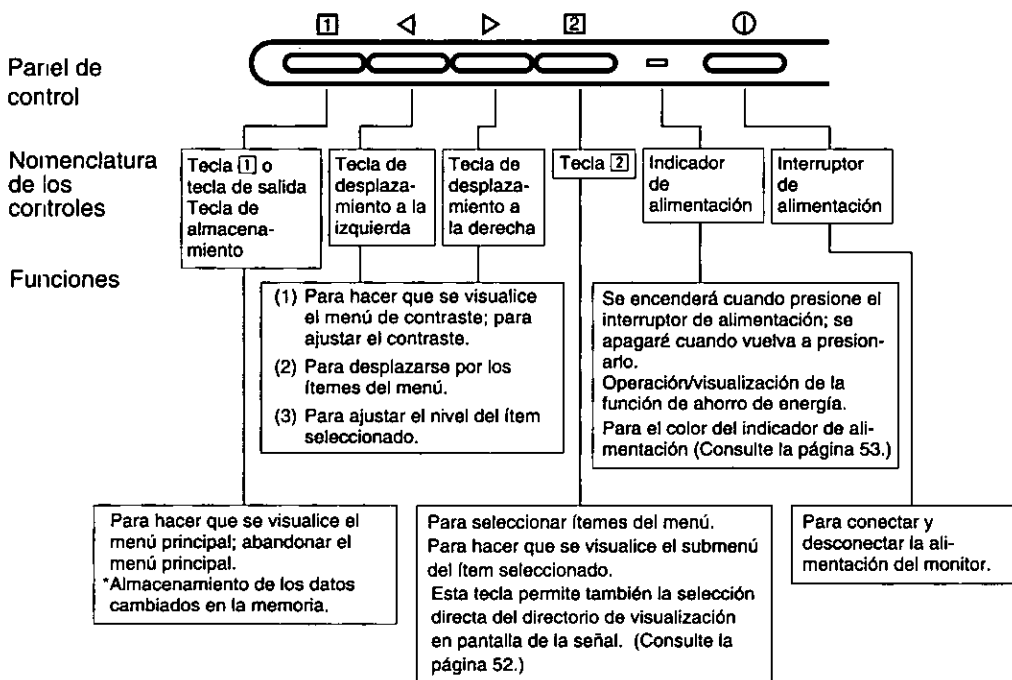 1 ◁ ▷ 2
Panel de
control
Nomenclatura
de los
controles
Tecla 1 o
tecla de salida
Tecla de
almacena-
miento
Tecla de
desplaza-
miento a la
izquierda
Tecla de
desplaza-
miento a
la derecha
Tecla 2
Indicador
de
alimentación
Interruptor
de
alimentación
Funciones
(1) Para hacer que se visualice
el menú de contraste; para
ajustar el contraste.
(2) Para desplazarse por los
ítemes del menú.
(3) Para ajustar el nivel del ítem
seleccionado.
Se encenderá cuando presione el
interruptor de alimentación; se
apagará cuando vuelva a presion-
arlo.
Operación/visualización de la
función de ahorro de energía.
Para el color del indicador de ali-
mentación (Consulte la página 53.)
Para hacer que se visualice el
menú principal; abandonar el
menú principal.
*Almacenamiento de los datos
cambiados en la memoria.
Para seleccionar ítemes del menú.
Para hacer que se visualice el submenú
del ítem seleccionado.
Esta tecla permite también la selección
directa del directorio de visualización
en pantalla de la señal. (Consulte la
página 52.)
Para conectar y
desconectar la ali-
mentación del monitor.